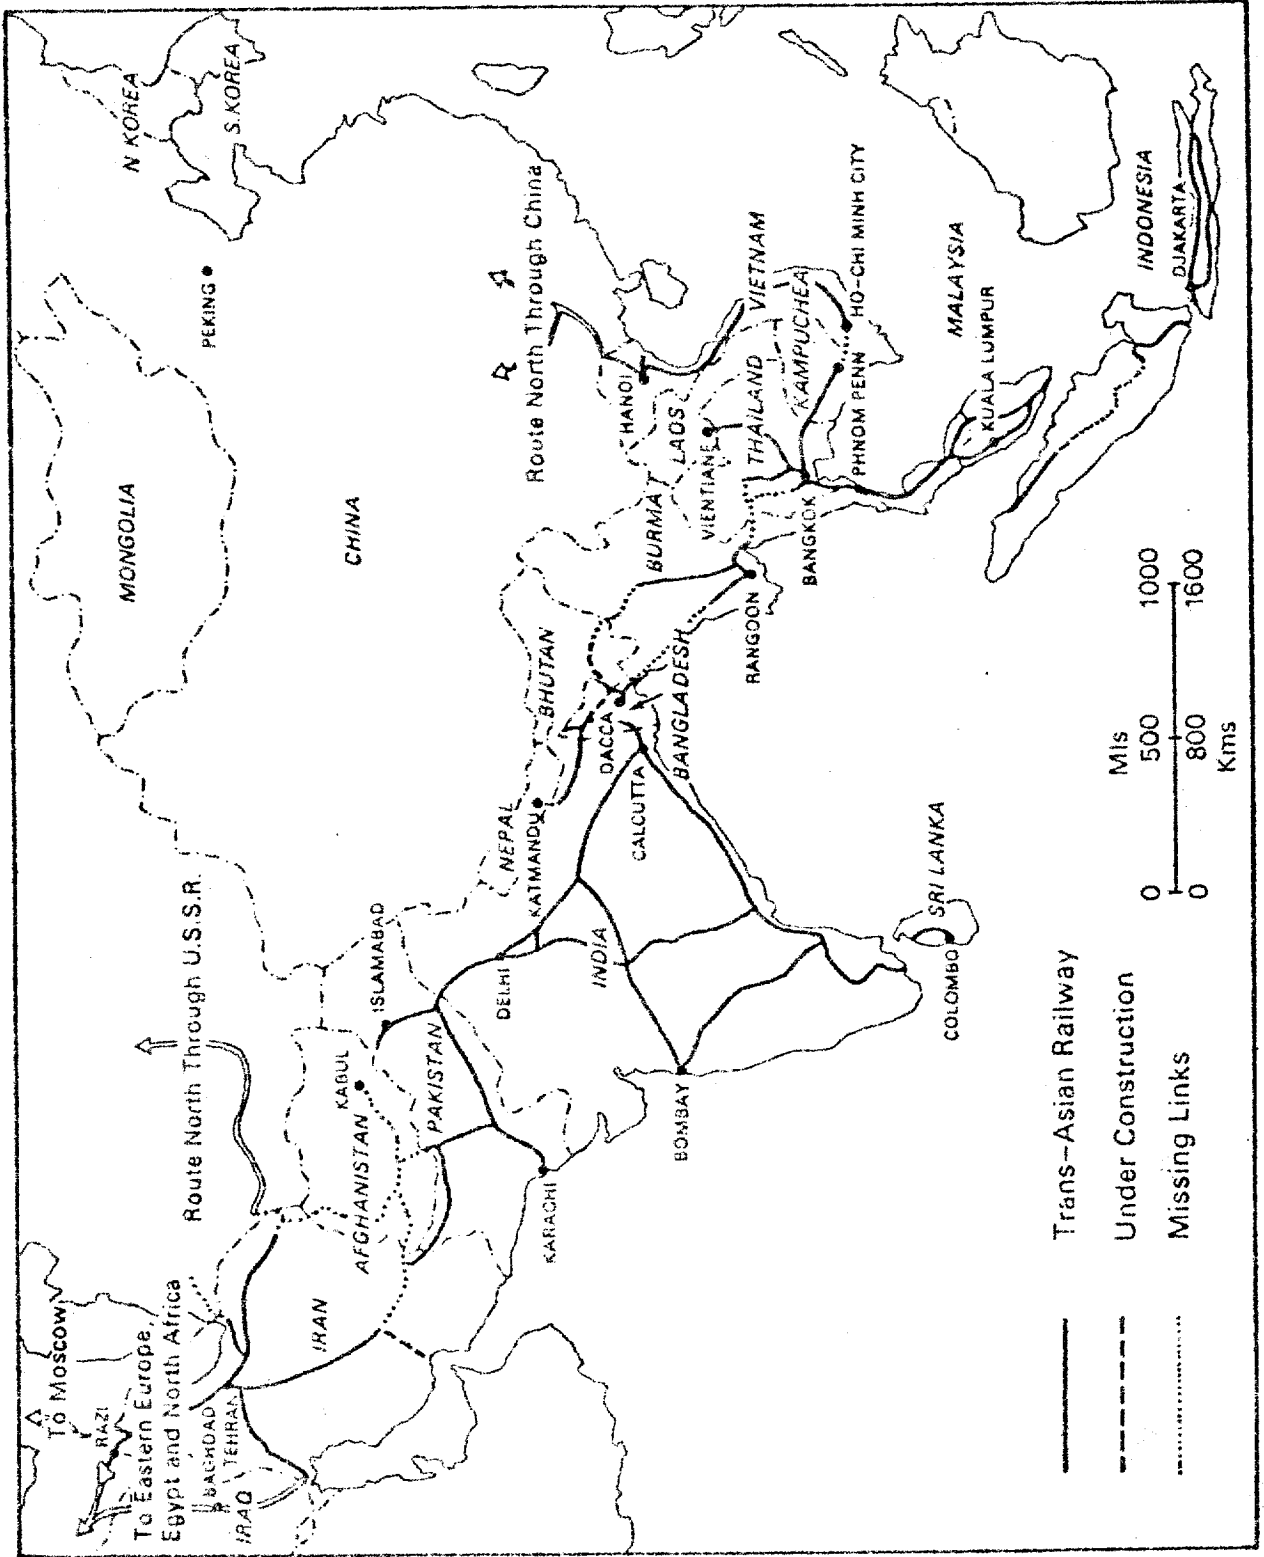 To Moscow
RAZI
To Eastern Europe,
Egypt and North Africa
BAGHDAD
TEHRAN
IRAQ
IRAN
Route North Through U.S.S.R.
AFGHANISTAN
KABUL
ISLAMABAD
PAKISTAN
KARACHI
DELHI
INDIA
BOMBAY
NEPAL
KATMANDU
BHUTAN
DACCA
CALCUTTA
BANGLADESH
SRI LANKA
COLOMBO
MONGOLIA
CHINA
PEKING
N KOREA
S.KOREA
Route North Through China
BURMA
RANGOON
HANOI
LAOS
VIENTIANE
THAILAND
BANGKOK
VIETNAM
KAMPUCHEA
PHNOM PENN
HO-CHI MINH CITY
MALAYSIA
KUALA LUMPUR
INDONESIA
DJAKARTA
Mls
0 500 1000
0 800 1600
Kms
Trans-Asian Railway
Under Construction
Missing Links